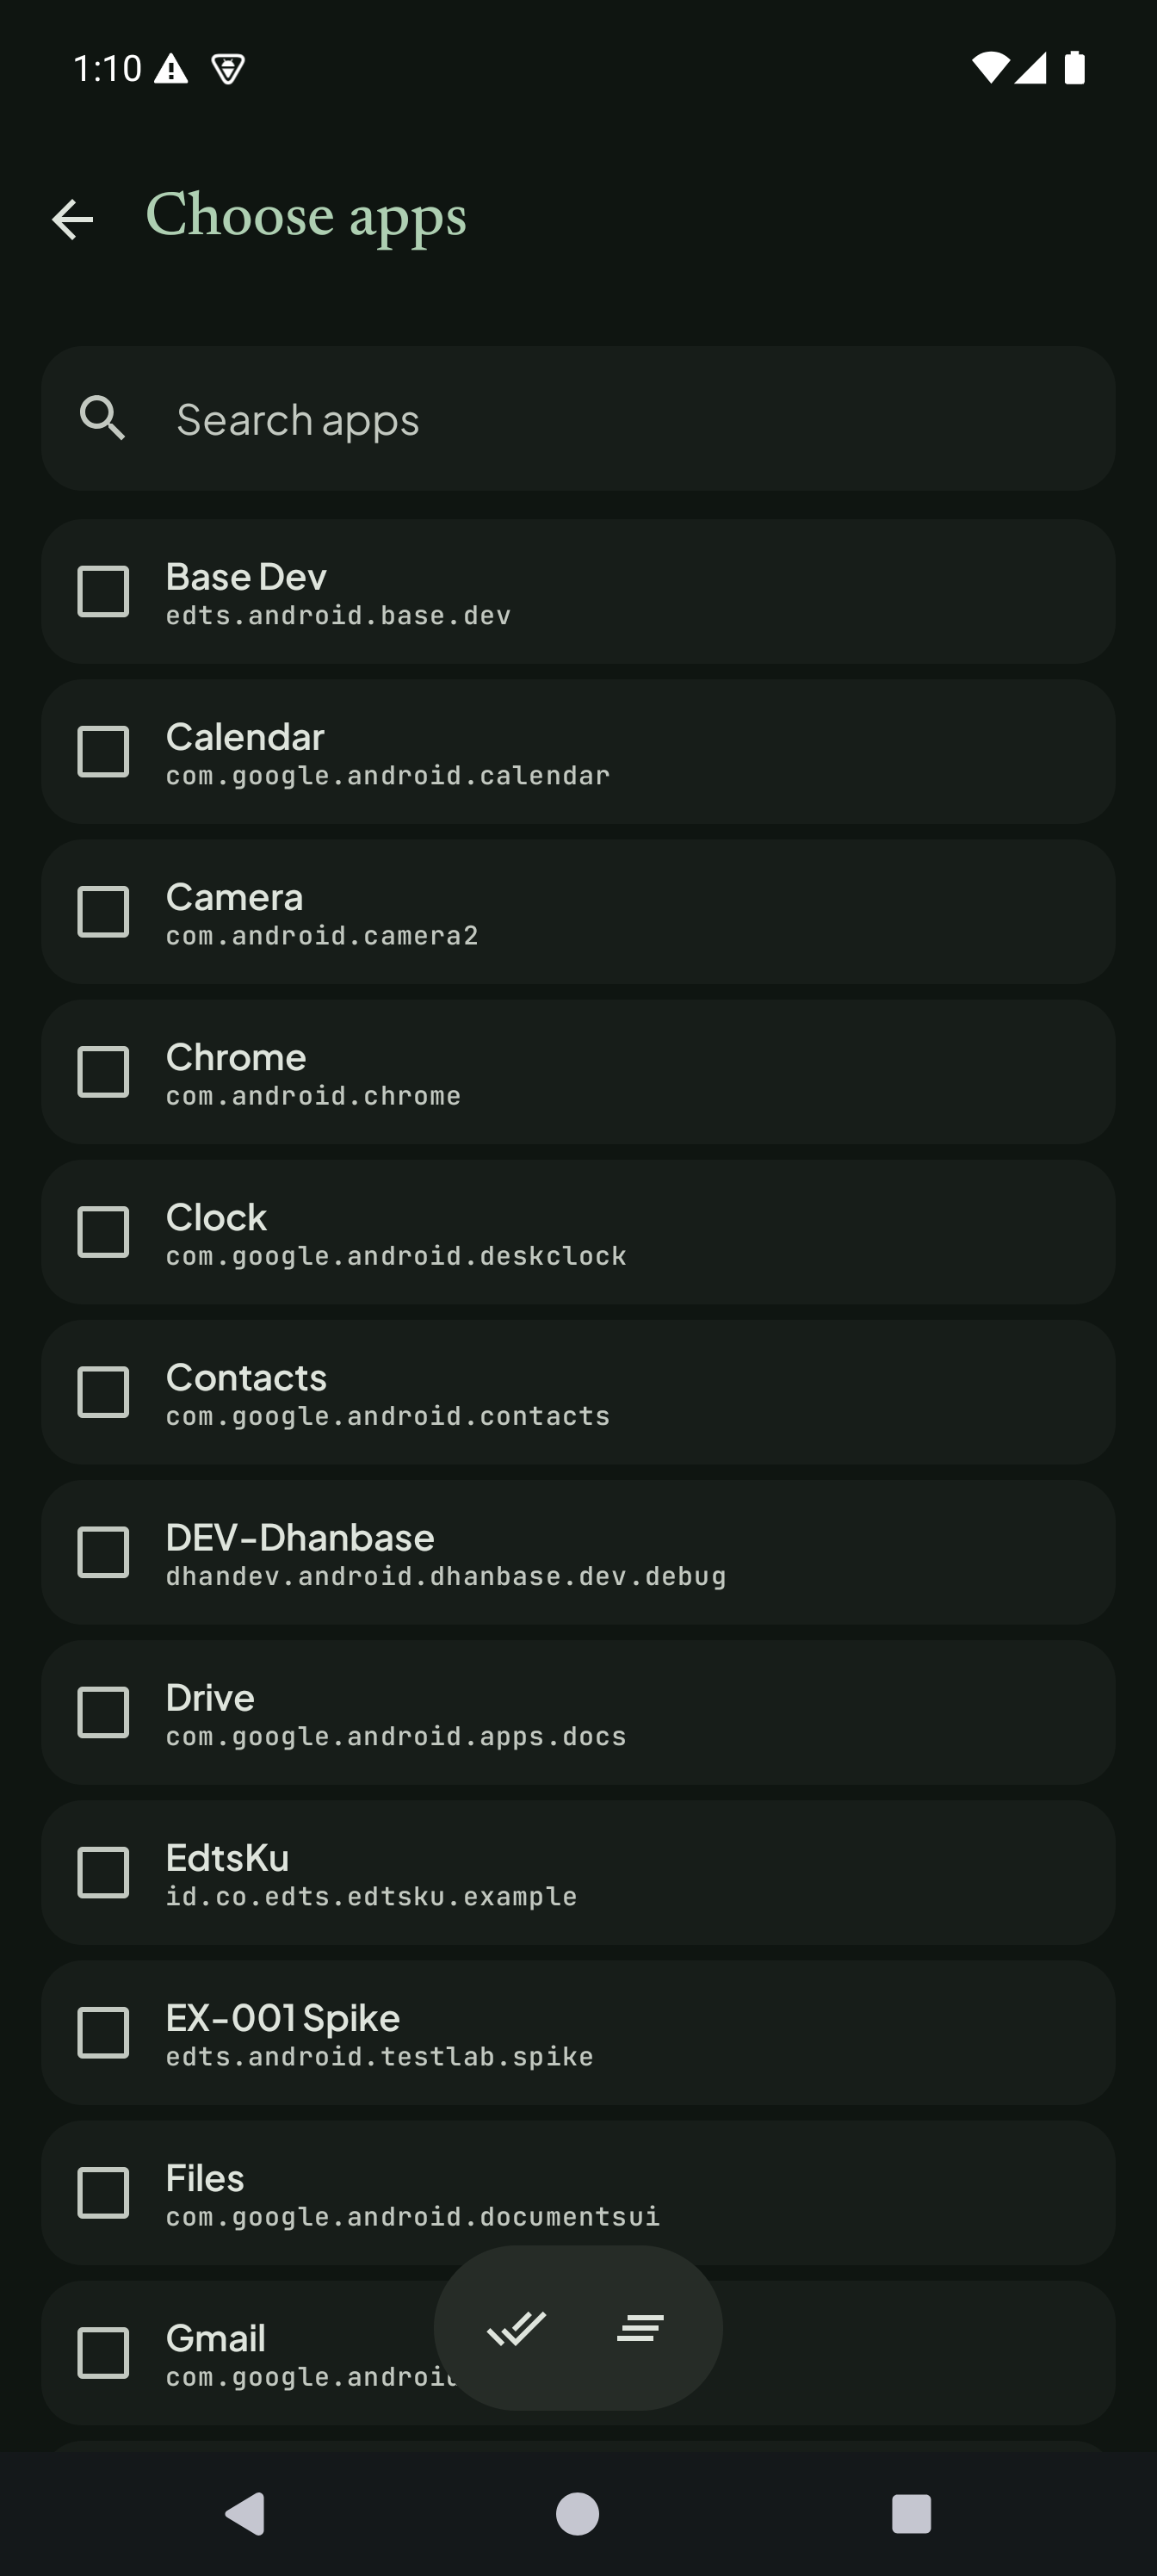 1:10
Choose apps
Search apps
Base Dev
edts.android.base.dev
Calendar
com.google.android.calendar
Camera
com.android.camera2
Chrome
com.android.chrome
Clock
com.google.android.deskclock
Contacts
com.google.android.contacts
DEV-Dhanbase
dhandev.android.dhanbase.dev.debug
Drive
com.google.android.apps.docs
EdtsKu
id.co.edts.edtsku.example
EX-001 Spike
edts.android.testlab.spike
Files
com.google.android.documentsui
Gmail
com.google.android